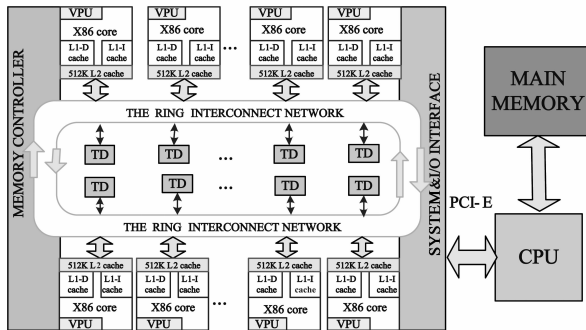 VPU
VPU
VPU
VPU
X86 core
X86 core
X86 core
X86 core
L1-D cache
L1-I cache
L1-D cache
L1-I cache
...
L1-D cache
L1-I cache
L1-D cache
L1-I cache
512K L2 cache
512K L2 cache
512K L2 cache
512K L2 cache
MEMORY CONTROLLER
THE RING INTERCONNECT NETWORK
TD
TD
...
TD
TD
TD
TD
...
TD
TD
THE RING INTERCONNECT NETWORK
SYSTEM&I/O INTERFACE
512K L2 cache
512K L2 cache
512K L2 cache
512K L2 cache
L1-D cache
L1-I cache
L1-D cache
L1-I cache
...
L1-D cache
L1-I cache
L1-D cache
L1-I cache
X86 core
X86 core
X86 core
X86 core
VPU
VPU
VPU
VPU
MAIN
MEMORY
PCI- E
CPU